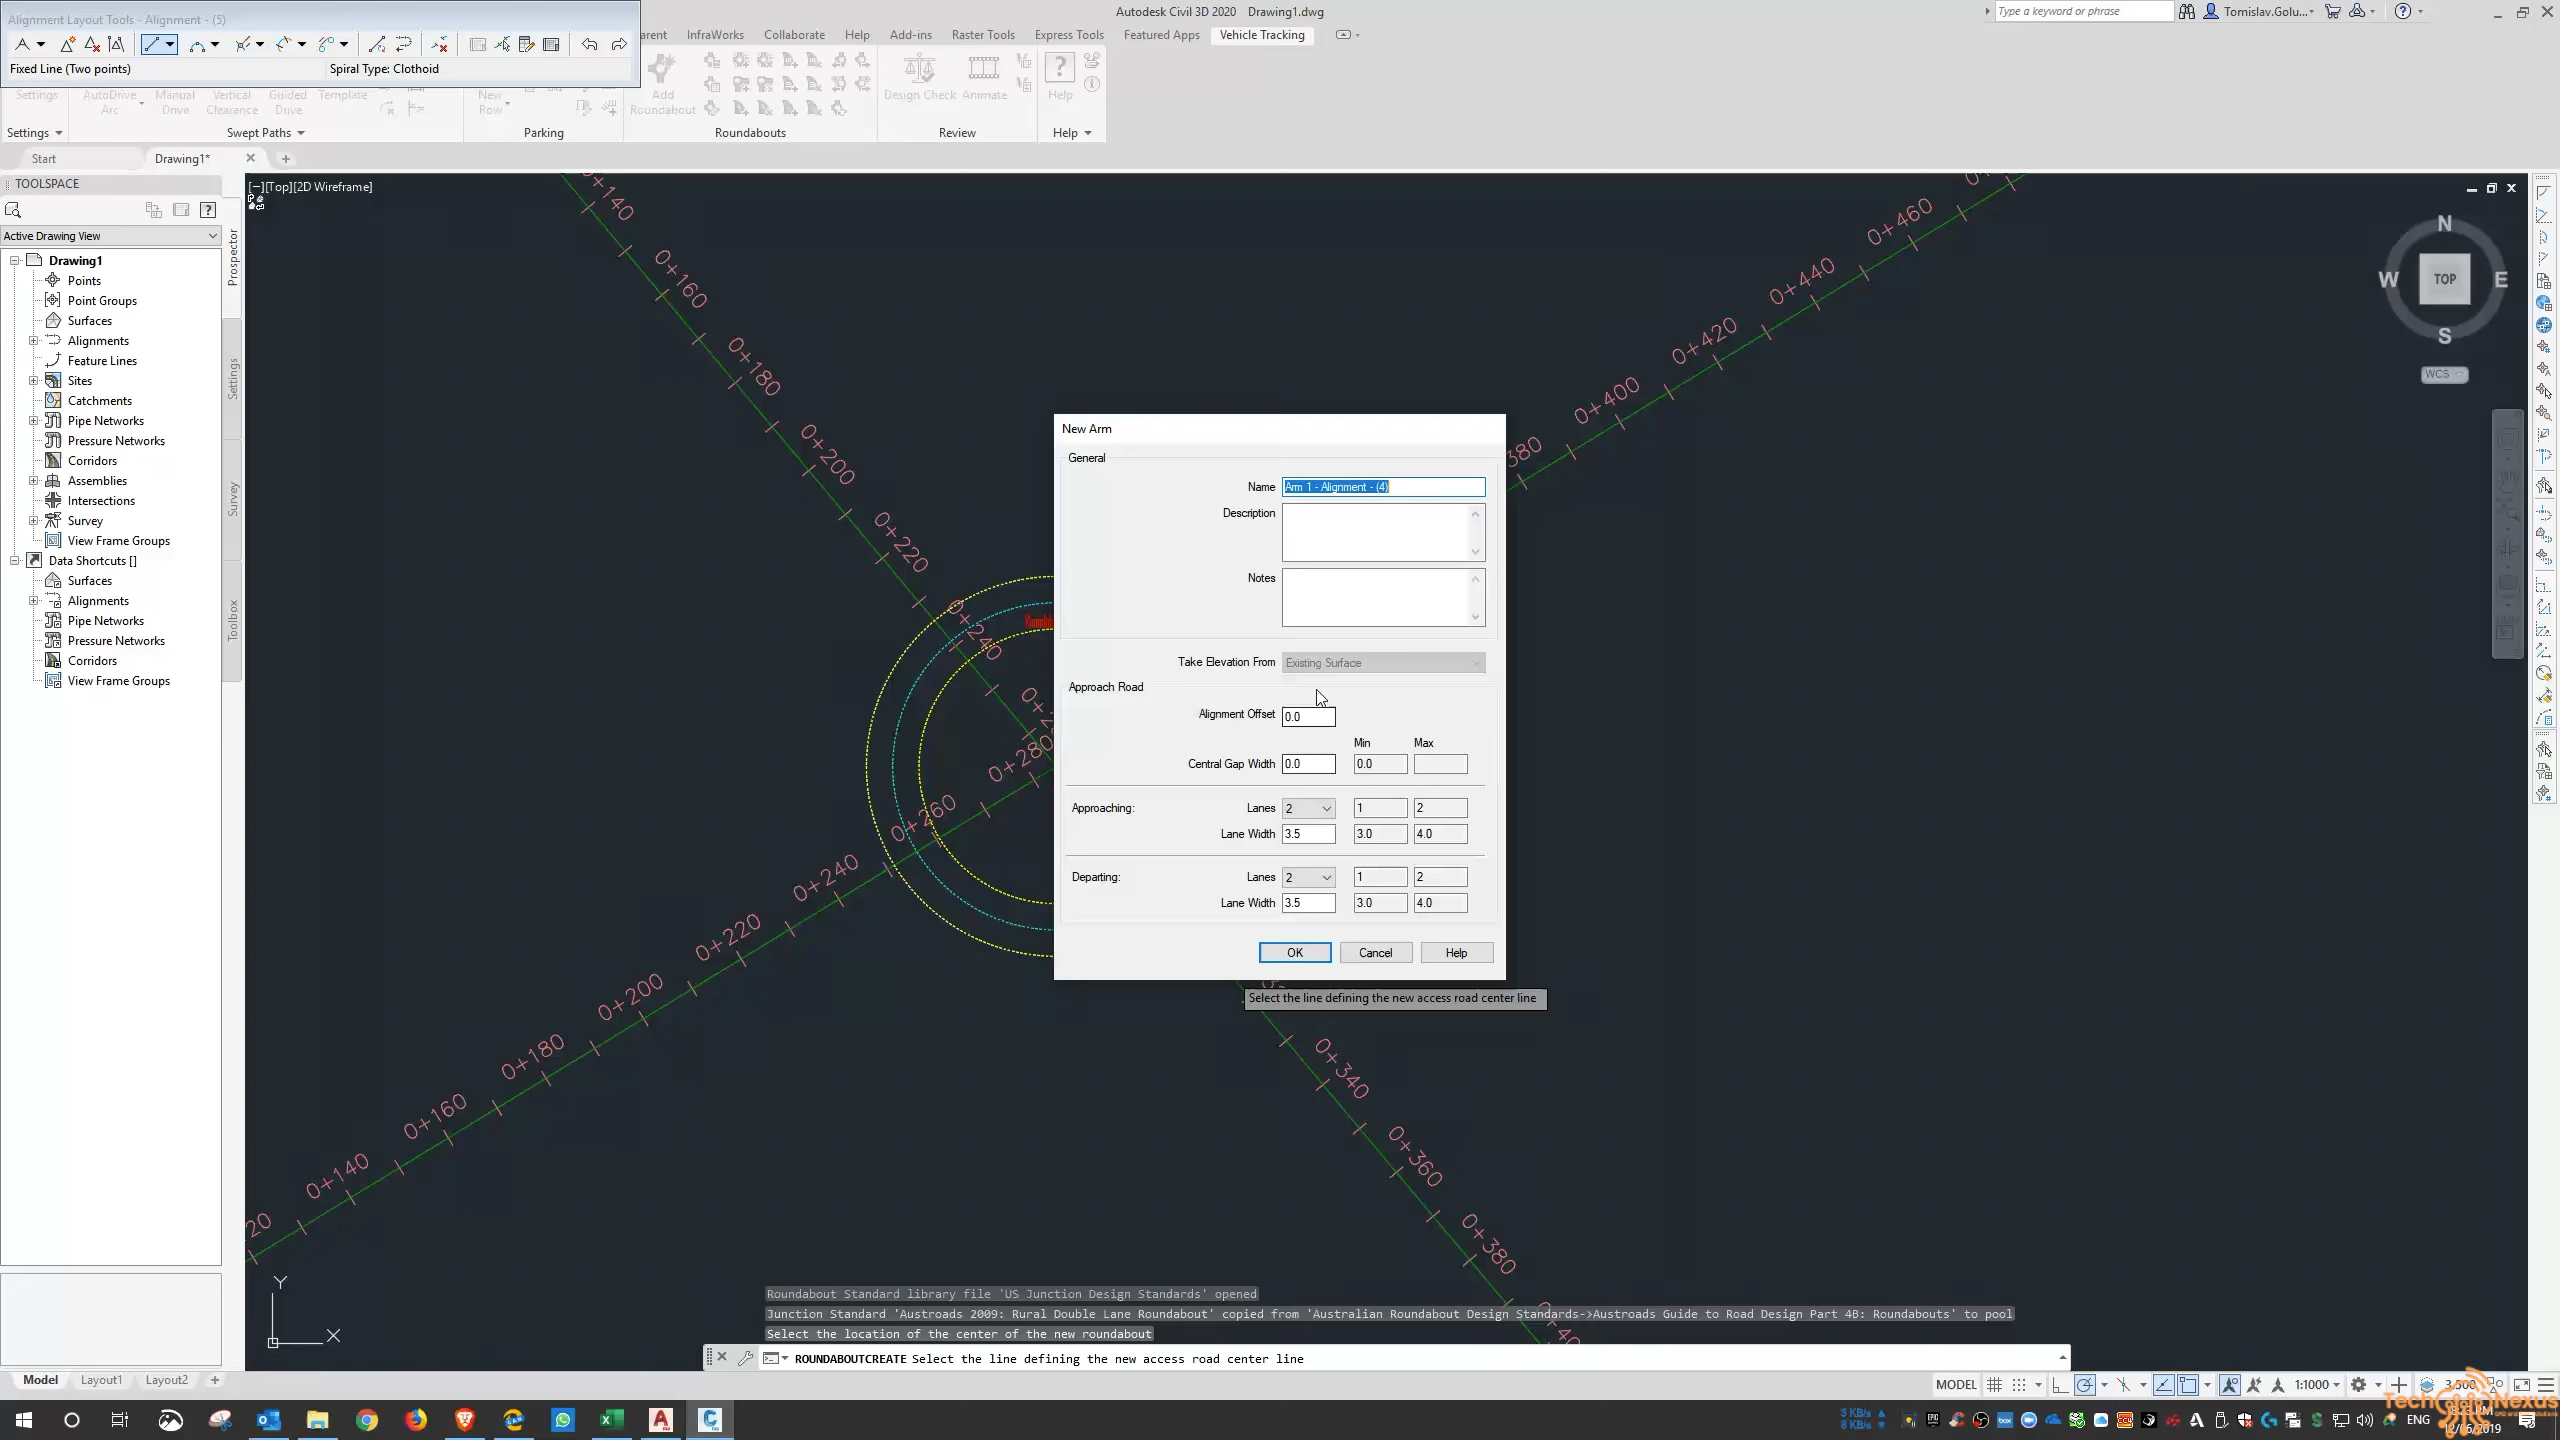 Alignment Layout Tools - Alignment - (5)
Autodesk Civil 3D 2020 Drawing1.dwg
Type a keyword or phrase
Tomislav.Golu...
InfraWorks
Collaborate
Help
Add-ins
Raster Tools
Express Tools
Featured Apps
Vehicle Tracking
Fixed Line (Two points)
Spiral Type: Clothoid
Settings
AutoDrive Arc
Manual Drive
Vertical Clearance
Guided Drive
Template
New Row
Add Roundabout
Design Check
Animate
Help
Settings
Swept Paths
Parking
Roundabouts
Review
Help
Start
Drawing1*
TOOLSPACE
Active Drawing View
Drawing1
Points
Point Groups
Surfaces
Alignments
Feature Lines
Sites
Catchments
Pipe Networks
Pressure Networks
Corridors
Assemblies
Intersections
Survey
View Frame Groups
Data Shortcuts []
Surfaces
Alignments
Pipe Networks
Pressure Networks
Corridors
View Frame Groups
Prospector
Settings
Survey
Toolbox
[−][Top][2D Wireframe]
0+140
0+160
0+180
0+200
0+220
0+240
0+460
0+440
0+420
0+400
380
0+280
0+260
0+240
0+220
0+200
0+180
0+160
0+140
20
0+340
0+360
0+380
N
W
TOP
E
S
WCS
New Arm
General
Name Arm 1 - Alignment - (4)
Description
Notes
Take Elevation From Existing Surface
Approach Road
Alignment Offset 0.0
Min Max
Central Gap Width 0.0 0.0
Approaching: Lanes 2 1 2
Lane Width 3.5 3.0 4.0
Departing: Lanes 2 1 2
Lane Width 3.5 3.0 4.0
OK Cancel Help
Select the line defining the new access road center line
Y
X
Roundabout Standard library file 'US Junction Design Standards' opened
Junction Standard 'Austroads 2009: Rural Double Lane Roundabout' copied from 'Australian Roundabout Design Standards->Austroads Guide to Road Design Part 4B: Roundabouts' to pool
Select the location of the center of the new roundabout
ROUNDABOUTCREATE Select the line defining the new access road center line
Model
Layout1
Layout2
MODEL
1:1000
3.500
3 KB/s
6 KB/s
ENG
12/06/2019
Tech Nexus